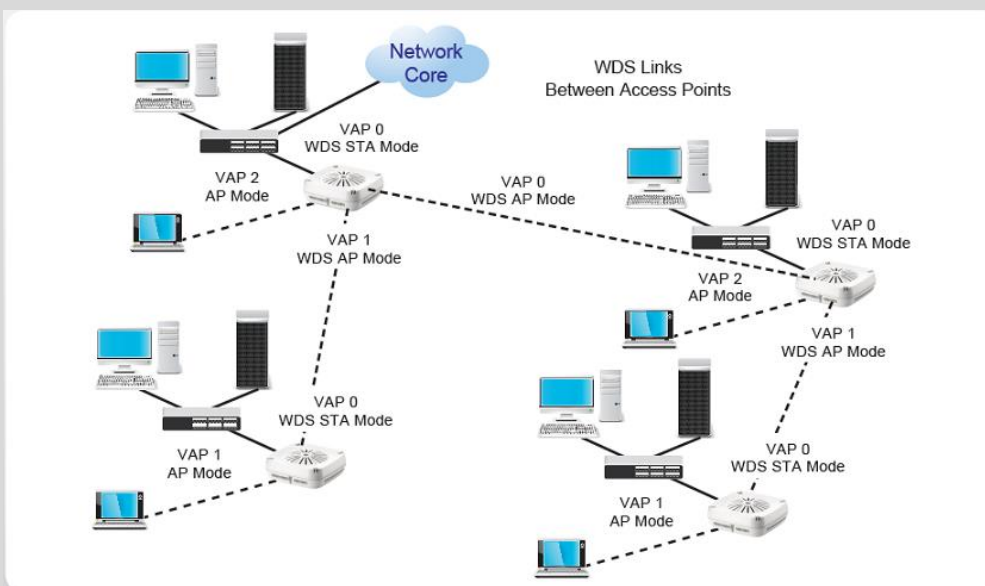 Network
Core
WDS Links
Between Access Points
VAP 0
WDS STA Mode
VAP 2
AP Mode
VAP 0
WDS AP Mode
VAP 1
WDS AP Mode
VAP 0
WDS STA Mode
VAP 2
AP Mode
VAP 1
WDS AP Mode
VAP 0
WDS STA Mode
VAP 1
AP Mode
VAP 0
WDS STA Mode
VAP 1
AP Mode